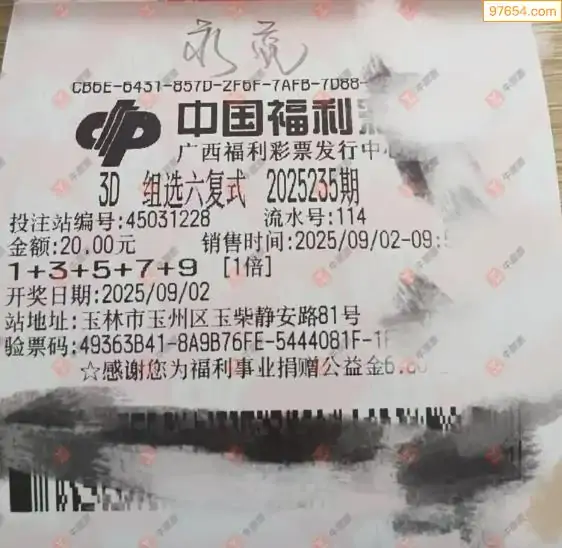 97654.com
CB6E-6431-857D-2F6F-7AFB-7D88-
中国福利彩
广西福利彩票发行中心
3D 组选六复式 2025235期
投注站编号:45031228 流水号:114
金额:20.00元 销售时间:2025/09/02-09:
1+3+5+7+9 [1倍]
开奖日期:2025/09/02
站地址:玉林市玉州区玉柴静安路81号
验票码:49363B41-8A9B76FE-5444081F-1
☆感谢您为福利事业捐赠公益金6.80